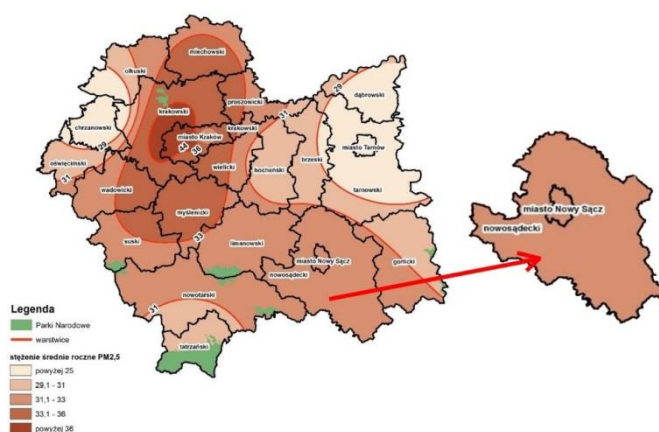 miechowski
olkuski
29
dąbrowski
krakowski
proszowicki
31
chrzanowski
29
miasto Kraków
krakowski
miasto Tarnów
44
36
oświęcimski
wielicki
bocheński
brzeski
31
tarnowski
wadowicki
myślenicki
miasto Nowy Sącz
nowosądecki
suski
33
limanowski
miasto Nowy Sącz
gorlicki
nowosądecki
nowotarski
31
tatrzański
Legenda
Parki Narodowe
warstwice
stężenie średnie roczne PM2,5
powyżej 25
29,1 - 31
31,1 - 33
33,1 - 36
powyżej 36